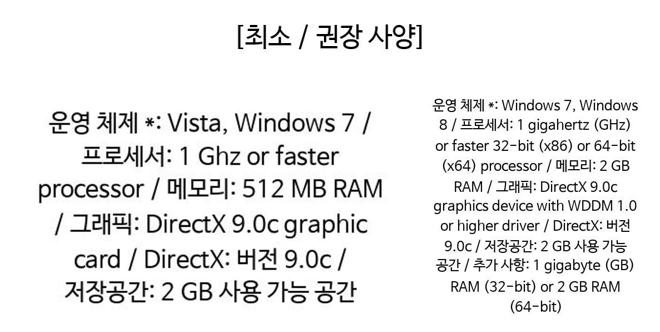 [최소 / 권장 사양]
운영 체제 *: Vista, Windows 7 /
프로세서: 1 Ghz or faster
processor / 메모리: 512 MB RAM
/ 그래픽: DirectX 9.0c graphic
card / DirectX: 버전 9.0c /
저장공간: 2 GB 사용 가능 공간
운영 체제 *: Windows 7, Windows
8 / 프로세서: 1 gigahertz (GHz)
or faster 32-bit (x86) or 64-bit
(x64) processor / 메모리: 2 GB
RAM / 그래픽: DirectX 9.0c
graphics device with WDDM 1.0
or higher driver / DirectX: 버전
9.0c / 저장공간: 2 GB 사용 가능
공간 / 추가 사항: 1 gigabyte (GB)
RAM (32-bit) or 2 GB RAM
(64-bit)